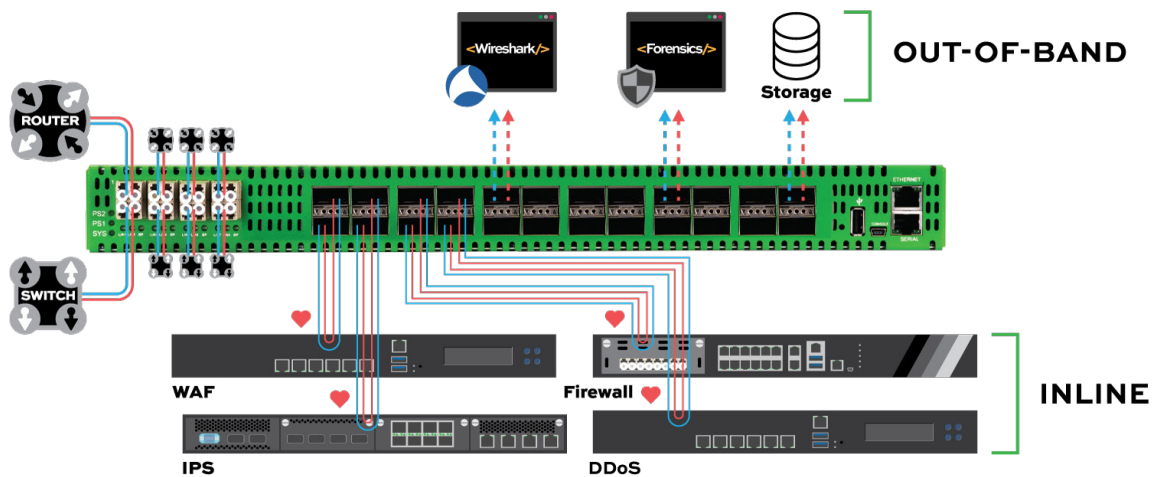 <Wireshark/>
<Forensics/>
Storage
OUT-OF-BAND
ROUTER
ETHERNET
PS2
PS1
SYS
SERIAL
SWITCH
WAF
Firewall
INLINE
IPS
DDoS